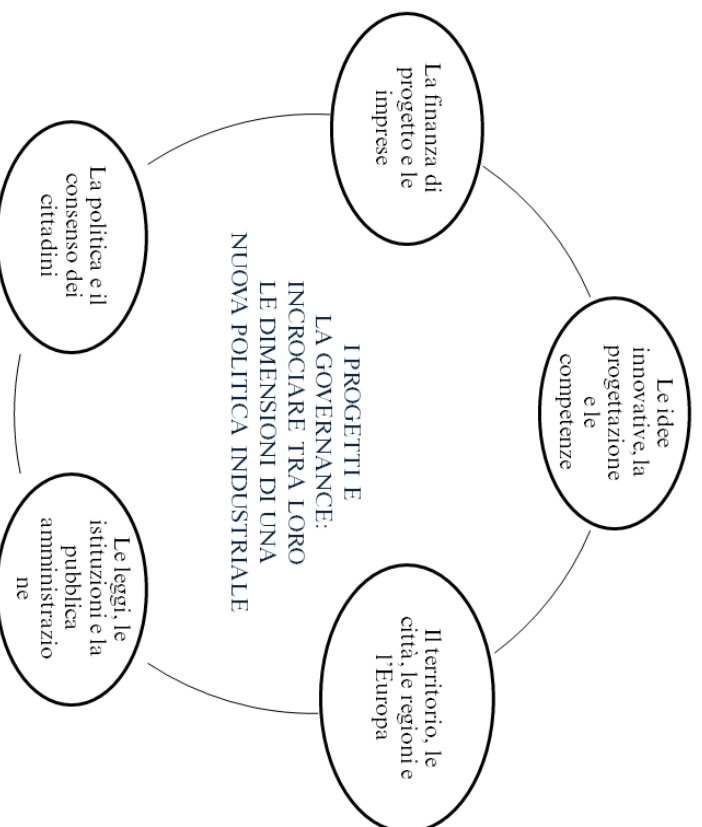 Le idee
innovative, la
progettazione
e le
competenze
La finanza di
progetto e le
imprese
Il territorio, le
città, le regioni e
l'Europa
I PROGETTI E
LA GOVERNANCE:
INCROCIARE TRA LORO
LE DIMENSIONI DI UNA
NUOVA POLITICA INDUSTRIALE
La politica e il
consenso dei
cittadini
Le leggi, le
istituzioni e la
pubblica
amministrazio
ne